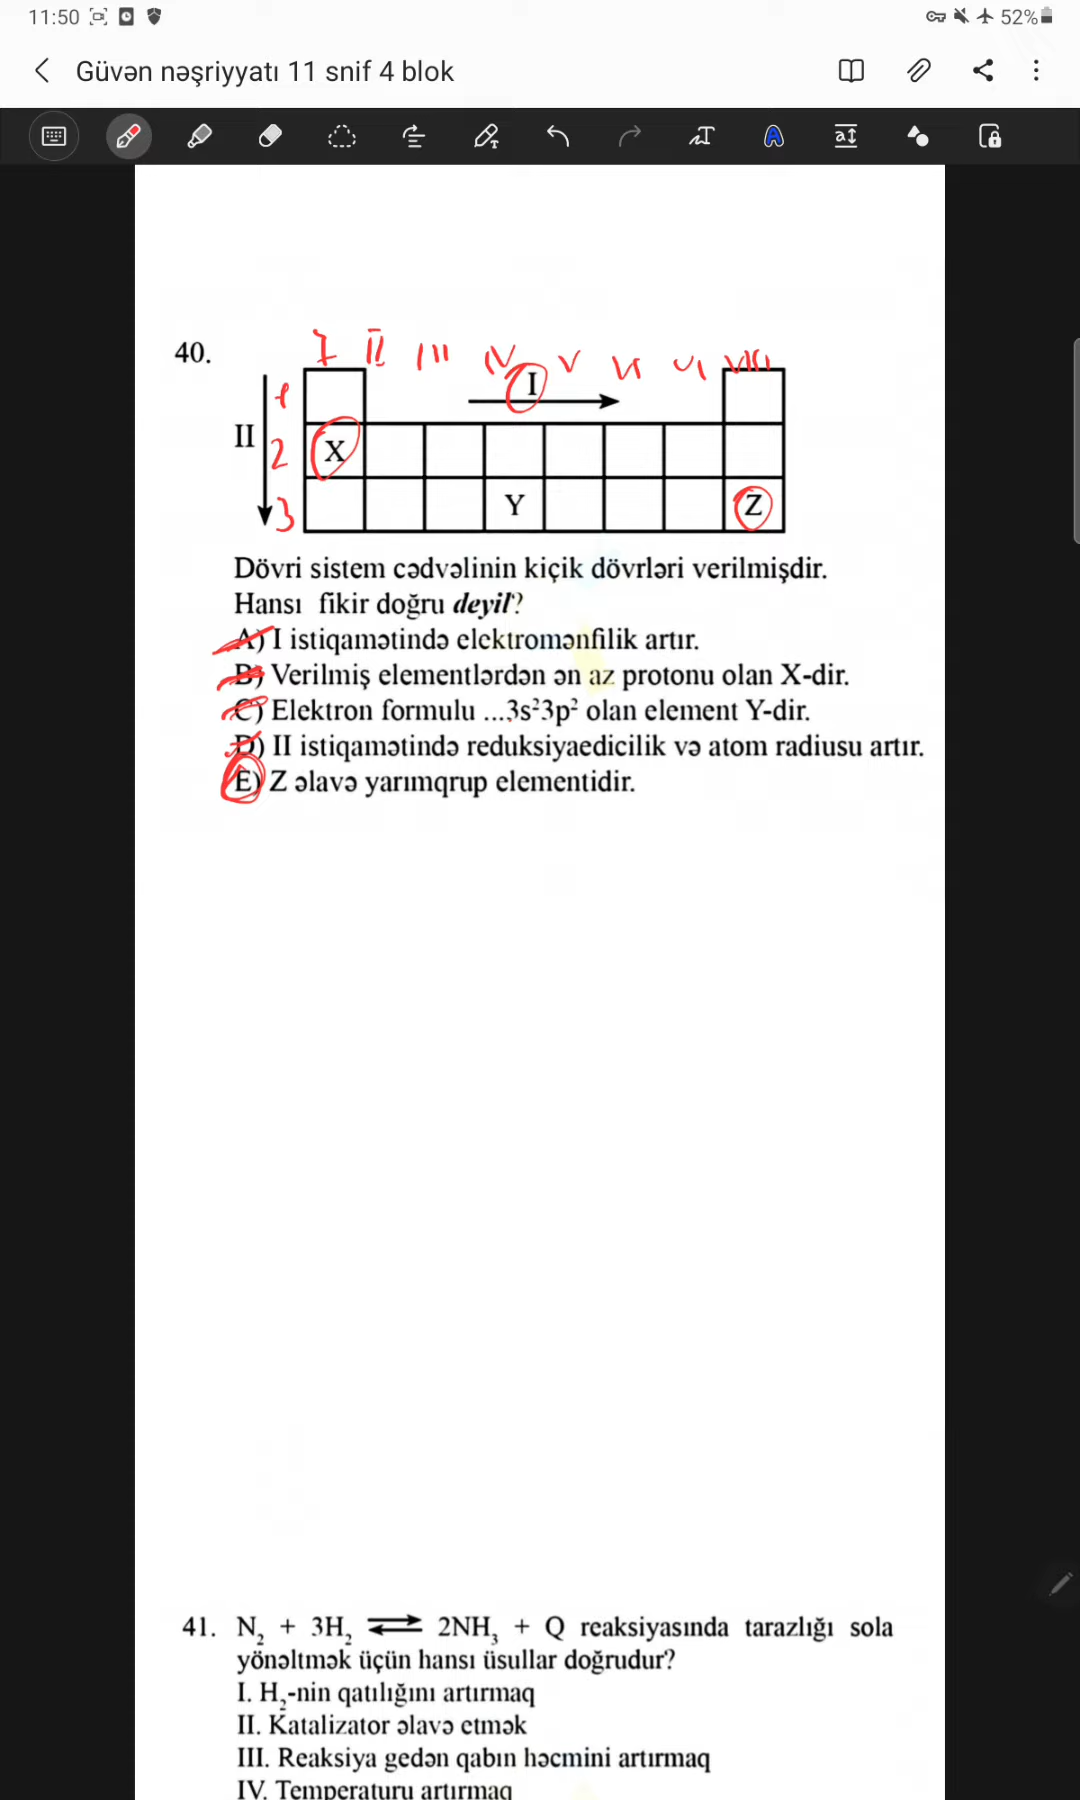 11:50
52%
Güvən nəşriyyatı 11 snif 4 blok
I II III IV V VI VI VIII
40.
I
1
II
2 X
3 Y Z
Dövri sistem cədvəlinin kiçik dövrləri verilmişdir.
Hansı fikir doğru deyil?
A) I istiqamətində elektromənfilik artır.
B) Verilmiş elementlərdən ən az protonu olan X-dir.
C) Elektron formulu ...3s²3p² olan element Y-dir.
D) II istiqamətində reduksiyaedicilik və atom radiusu artır.
E) Z əlavə yarımqrup elementidir.
41. N₂ + 3H₂ ⇄ 2NH₃ + Q reaksiyasında tarazlığı sola
yönəltmək üçün hansı üsullar doğrudur?
I. H₂-nin qatılığını artırmaq
II. Katalizator əlavə etmək
III. Reaksiya gedən qabın həcmini artırmaq
IV. Temperaturu artırmaq